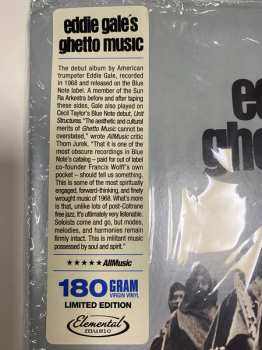 eddie gale's
ghetto music
The debut album by American
trumpeter Eddie Gale, recorded
in 1968 and released on the Blue
Note label. A member of the Sun
Ra Arkestra before and after taping
these sides, Gale also played on
Cecil Taylor's Blue Note debut, Unit
Structures. "The aesthetic and cultural
merits of Ghetto Music cannot be
overstated," wrote AllMusic critic
Thom Jurek, "That it is one of the
most obscure recordings in Blue
Note's catalog – paid for out of label
co-founder Francis Wolff's own
pocket – should tell us something.
This is some of the most spiritually
engaged, forward-thinking, and finely
wrought music of 1968. What's more
is that, unlike lots of post-Coltrane
free jazz, it's ultimately very listenable.
Soloists come and go, but modes,
melodies, and harmonies remain
firmly intact. This is militant music
possessed by soul and spirit."
★★★★★ AllMusic
180 GRAM
VIRGIN VINYL
LIMITED EDITION
Elemental
music
ed
ghe